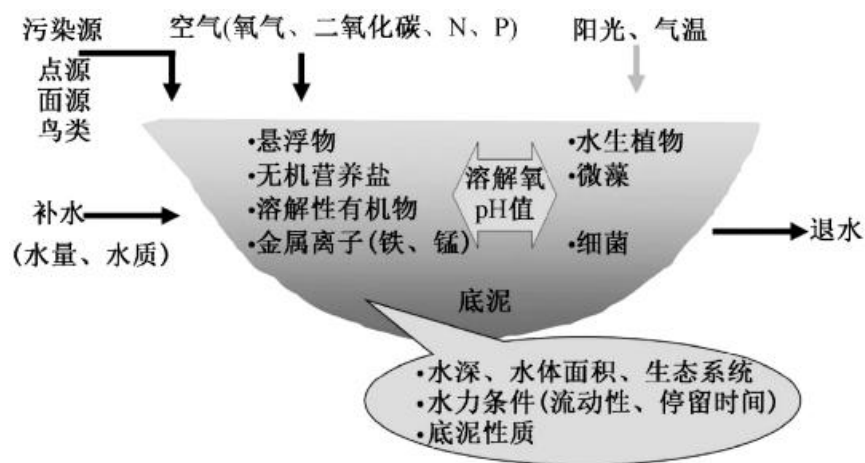 污染源
点源
面源
鸟类
空气(氧气、二氧化碳、N、P)
阳光、气温
补水
(水量、水质)
•悬浮物
•无机营养盐
•溶解性有机物
•金属离子(铁、锰)
溶解氧
pH值
•水生植物
•微藻
•细菌
退水
底泥
•水深、水体面积、生态系统
•水力条件(流动性、停留时间)
•底泥性质